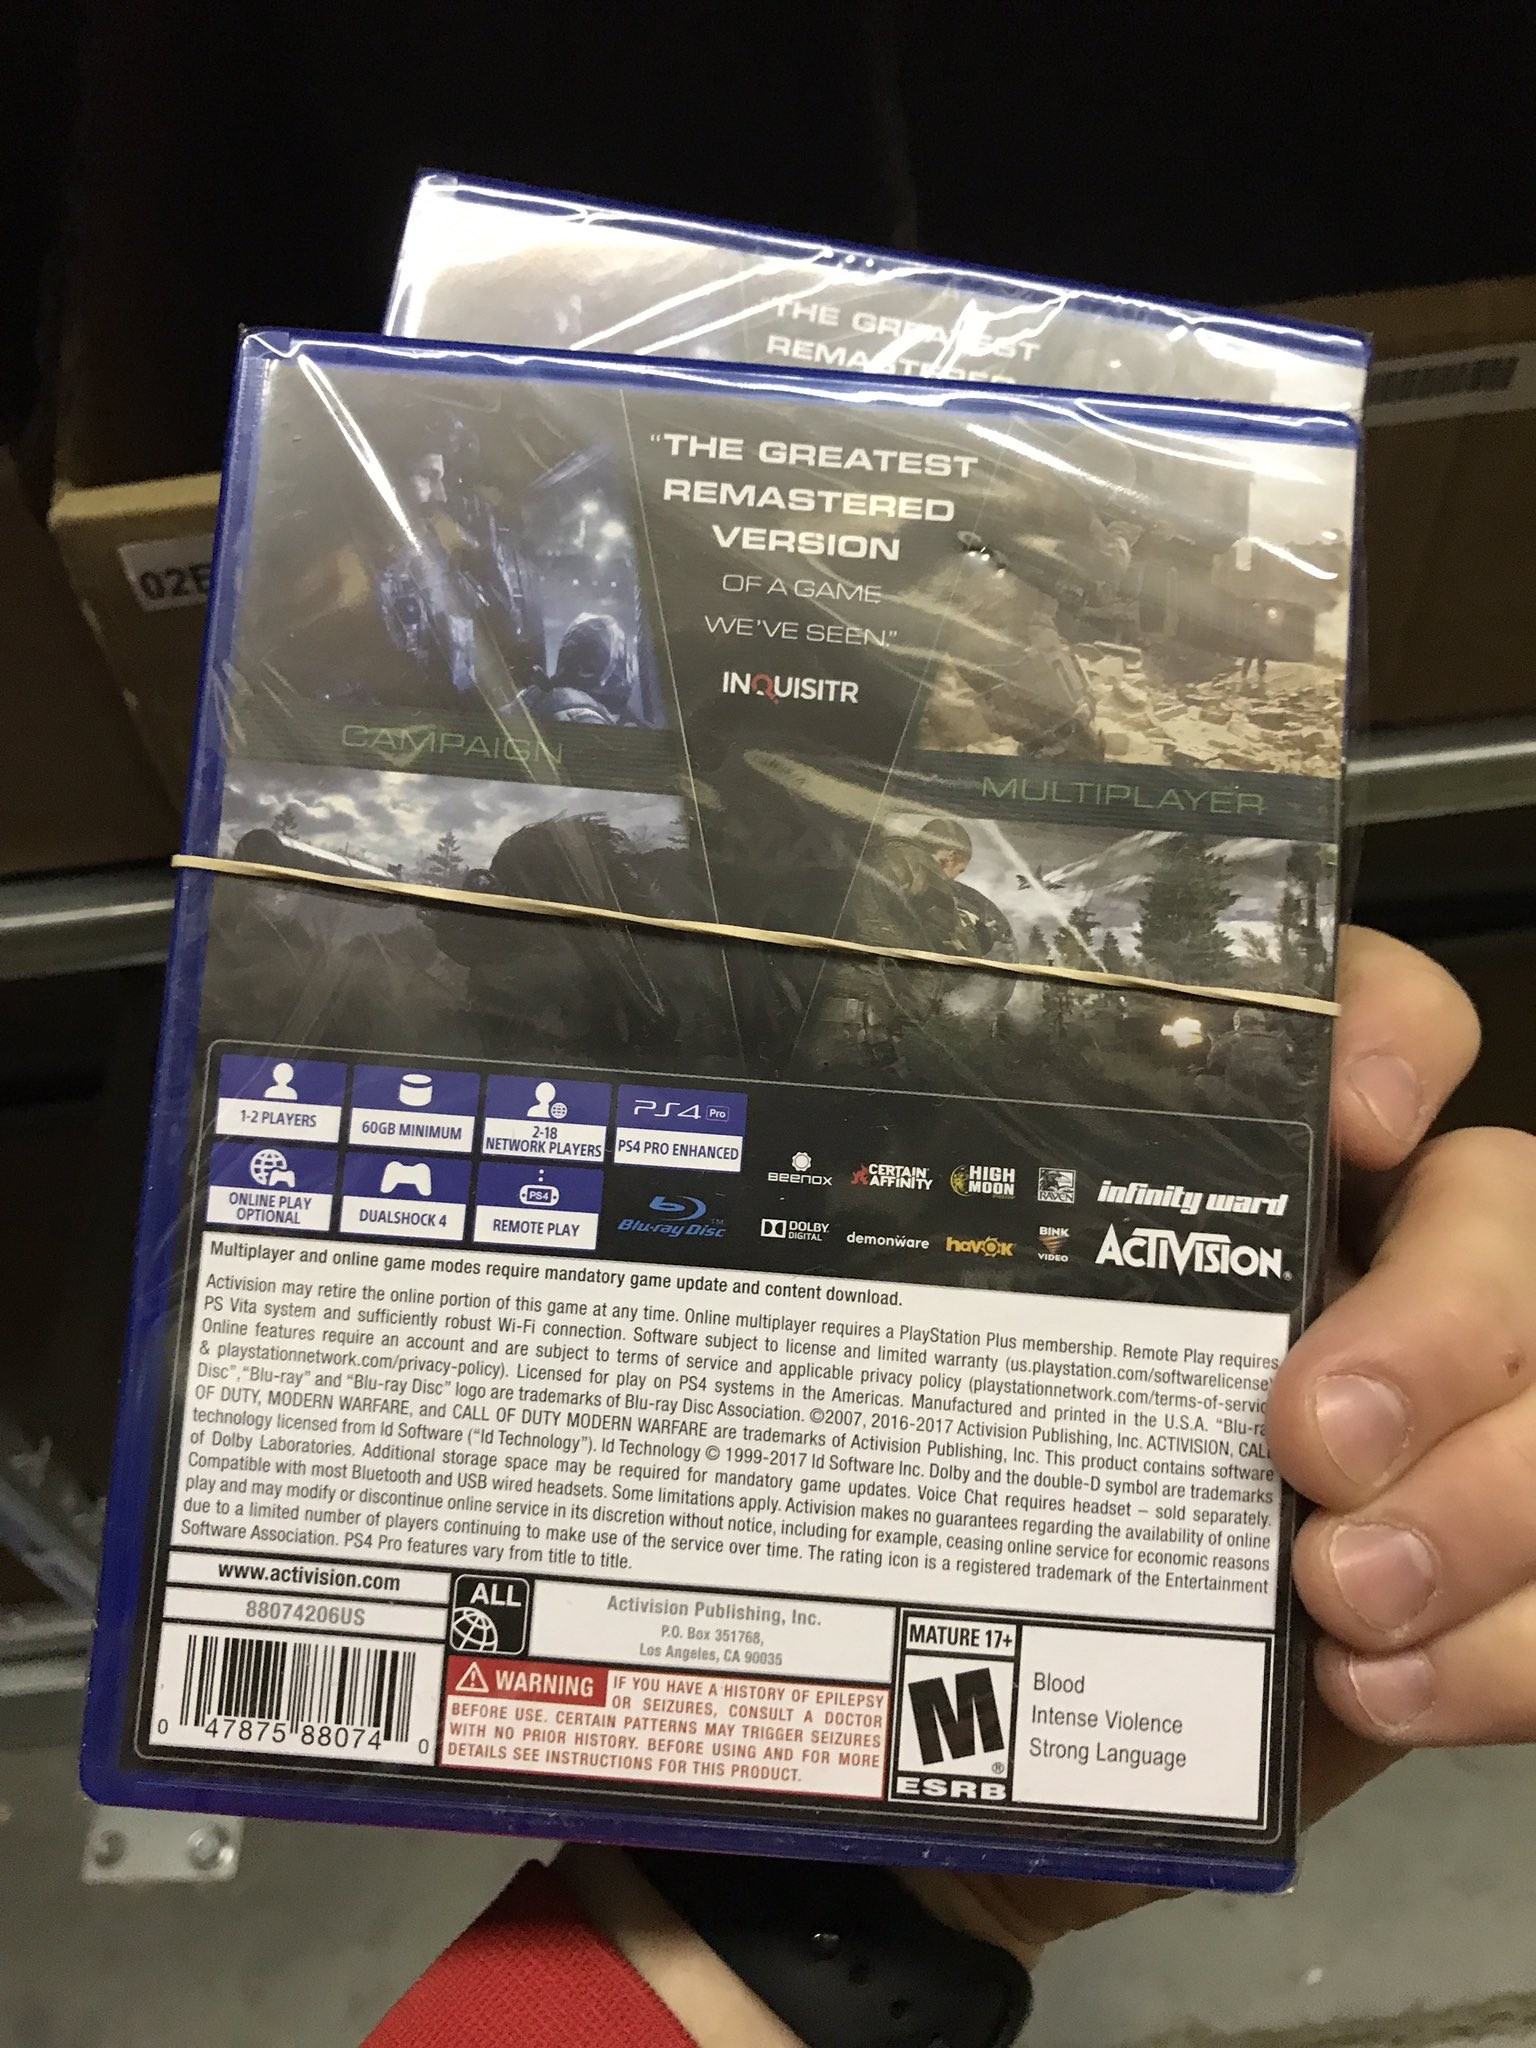 "THE GREATEST
REMASTERED
02E
"THE GREATEST
REMASTERED
VERSION
OF A GAME
WE'VE SEEN."
INQUISITR
CAMPAIGN
MULTIPLAYER
1-2 PLAYERS
60GB MINIMUM
2-18
NETWORK PLAYERS
PS4 Pro
PS4 PRO ENHANCED
ONLINE PLAY
OPTIONAL
DUALSHOCK 4
PS4
REMOTE PLAY
Blu-ray Disc™
Beenox
CERTAIN
AFFINITY
HIGH
MOON
RAVEN
infinity ward
DOLBY
DIGITAL
demonware
havok
BINK
VIDEO
ACTIVISION®
Multiplayer and online game modes require mandatory game update and content download.
Activision may retire the online portion of this game at any time. Online multiplayer requires a PlayStation Plus membership. Remote Play requires
PS Vita system and sufficiently robust Wi-Fi connection. Software subject to license and limited warranty (us.playstation.com/softwarelicense
Online features require an account and are subject to terms of service and applicable privacy policy (playstationnetwork.com/terms-of-servic
& playstationnetwork.com/privacy-policy). Licensed for play on PS4 systems in the Americas. Manufactured and printed in the U.S.A. "Blu-ra
Disc", "Blu-ray" and "Blu-ray Disc" logo are trademarks of Blu-ray Disc Association. ©2007, 2016-2017 Activision Publishing, Inc. ACTIVISION, CALL
OF DUTY, MODERN WARFARE, and CALL OF DUTY MODERN WARFARE are trademarks of Activision Publishing, Inc. This product contains software
technology licensed from Id Software ("Id Technology"). Id Technology © 1999-2017 Id Software Inc. Dolby and the double-D symbol are trademarks
of Dolby Laboratories. Additional storage space may be required for mandatory game updates. Voice Chat requires headset – sold separately.
Compatible with most Bluetooth and USB wired headsets. Some limitations apply. Activision makes no guarantees regarding the availability of online
play and may modify or discontinue online service in its discretion without notice, including for example, ceasing online service for economic reasons
due to a limited number of players continuing to make use of the service over time. The rating icon is a registered trademark of the Entertainment
Software Association. PS4 Pro features vary from title to title.
www.activision.com
88074206US
0 47875 88074 0
ALL
Activision Publishing, Inc.
P.O. Box 351768,
Los Angeles, CA 90035
WARNING IF YOU HAVE A HISTORY OF EPILEPSY
OR SEIZURES, CONSULT A DOCTOR
BEFORE USE. CERTAIN PATTERNS MAY TRIGGER SEIZURES
WITH NO PRIOR HISTORY. BEFORE USING AND FOR MORE
DETAILS SEE INSTRUCTIONS FOR THIS PRODUCT.
MATURE 17+
M®
ESRB
Blood
Intense Violence
Strong Language